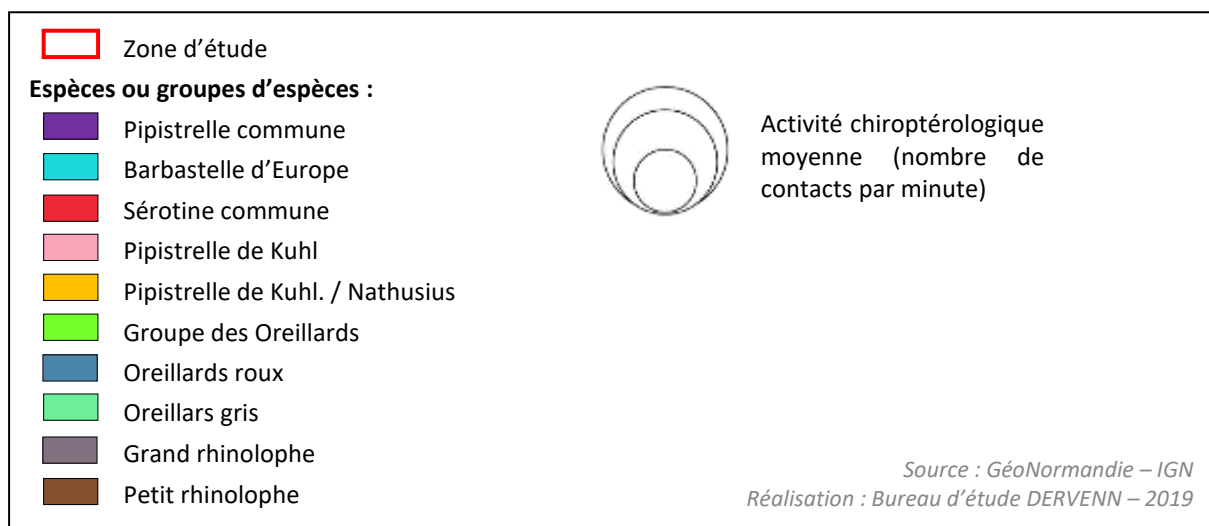 Zone d'étude
Espèces ou groupes d'espèces :
Pipistrelle commune
Barbastelle d'Europe
Sérotine commune
Pipistrelle de Kuhl
Pipistrelle de Kuhl. / Nathusius
Groupe des Oreillards
Oreillards roux
Oreillars gris
Grand rhinolophe
Petit rhinolophe
Activité chiroptérologique
moyenne (nombre de
contacts par minute)
Source : GéoNormandie – IGN
Réalisation : Bureau d'étude DERVENN – 2019